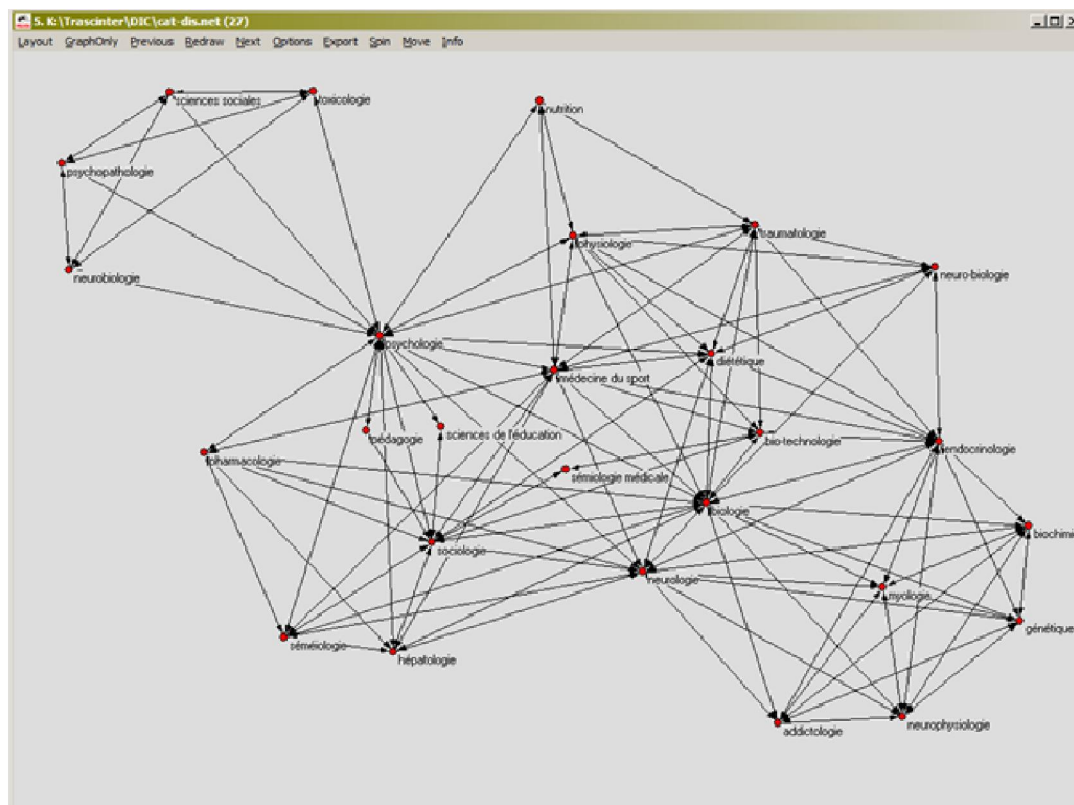 5. K:\Trascinter\DIC\cat-dis.net (27)
Layout GraphOnly Previous Redraw Next Options Export Spin Move Info
sciences sociales
toxicologie
nutrition
psychopathologie
physiologie
traumatologie
neurobiologie
neuro-biologie
psychologie
diététique
médecine du sport
pédagogie
sciences de l'éducation
bio-technologie
endocrinologie
pharmacologie
sémiologie médicale
biologie
biochimi
sociologie
neurologie
myologie
génétique
séméiologie
hépatologie
addictologie
neurophysiologie